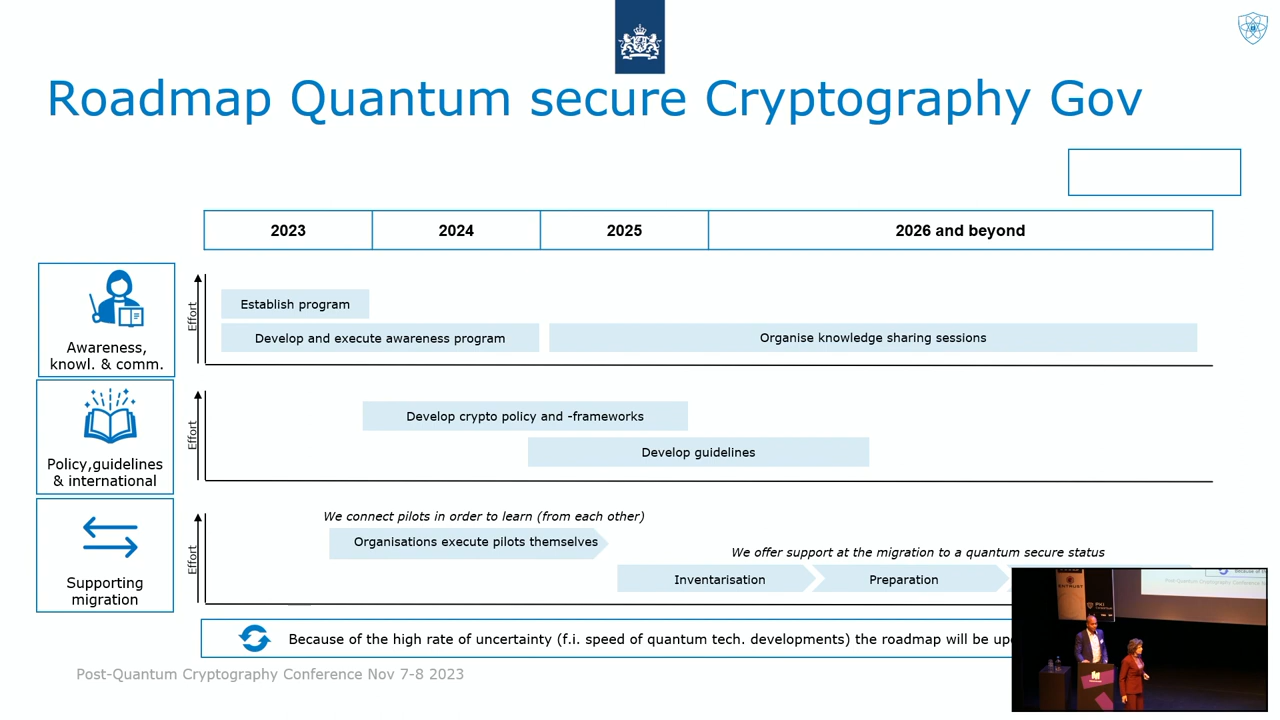 Roadmap Quantum secure Cryptography Gov
2023 2024 2025 2026 and beyond
Awareness,
knowl. & comm.
Effort
Establish program
Develop and execute awareness program
Organise knowledge sharing sessions
Policy,guidelines
& international
Effort
Develop crypto policy and -frameworks
Develop guidelines
Supporting
migration
Effort
We connect pilots in order to learn (from each other)
Organisations execute pilots themselves
We offer support at the migration to a quantum secure status
Inventarisation
Preparation
Because of the high rate of uncertainty (f.i. speed of quantum tech. developments) the roadmap will be
Post-Quantum Cryptography Conference Nov 7-8 2023
ENTRUST
PKI